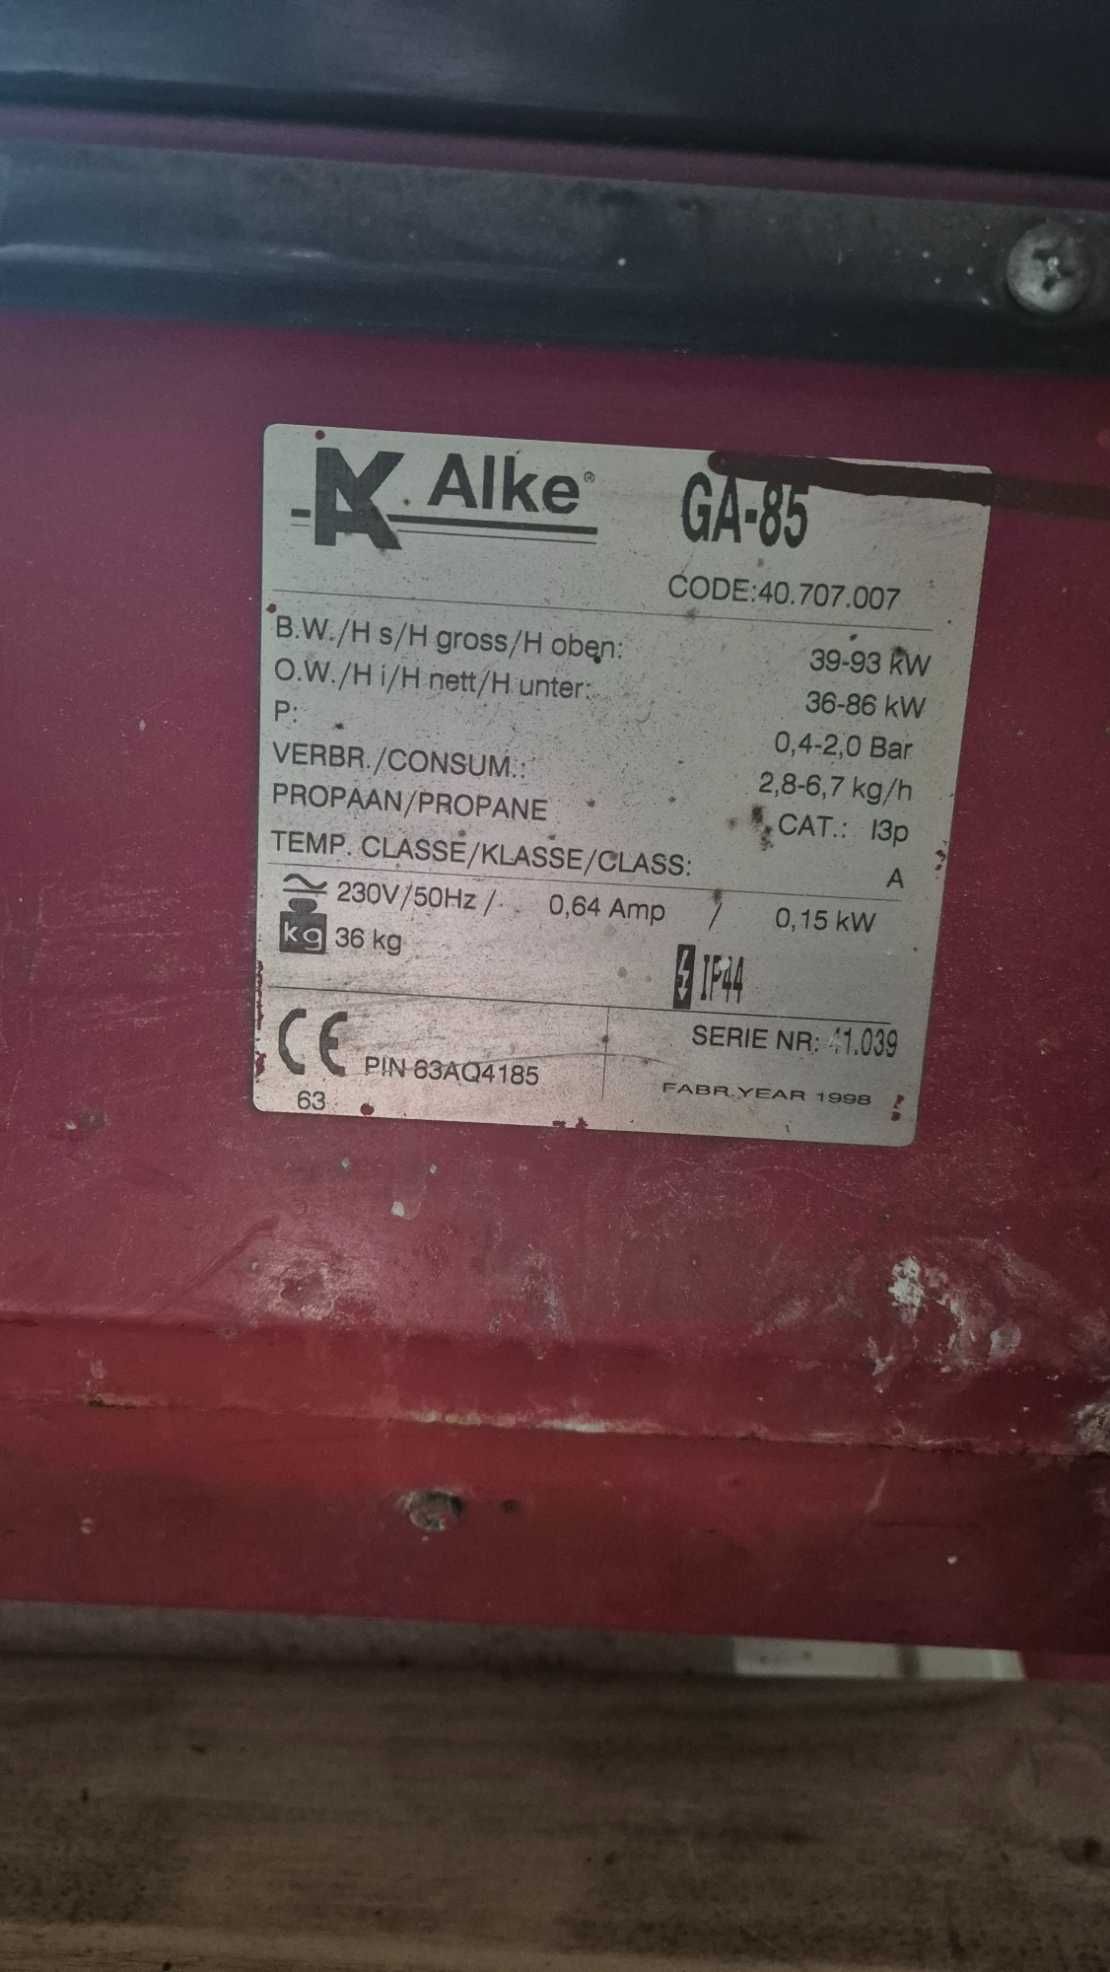 Alke® GA-85
CODE:40.707.007
B.W./H s/H gross/H oben: 39-93 kW
O.W./H i/H nett/H unter: 36-86 kW
P: 0,4-2,0 Bar
VERBR./CONSUM.: 2,8-6,7 kg/h
PROPAAN/PROPANE CAT.: I3p
TEMP. CLASSE/KLASSE/CLASS: A
230V/50Hz / 0,64 Amp / 0,15 kW
kg 36 kg
IP44
CE PIN 63AQ4185 SERIE NR: 41.039
63 FABR.YEAR 1998